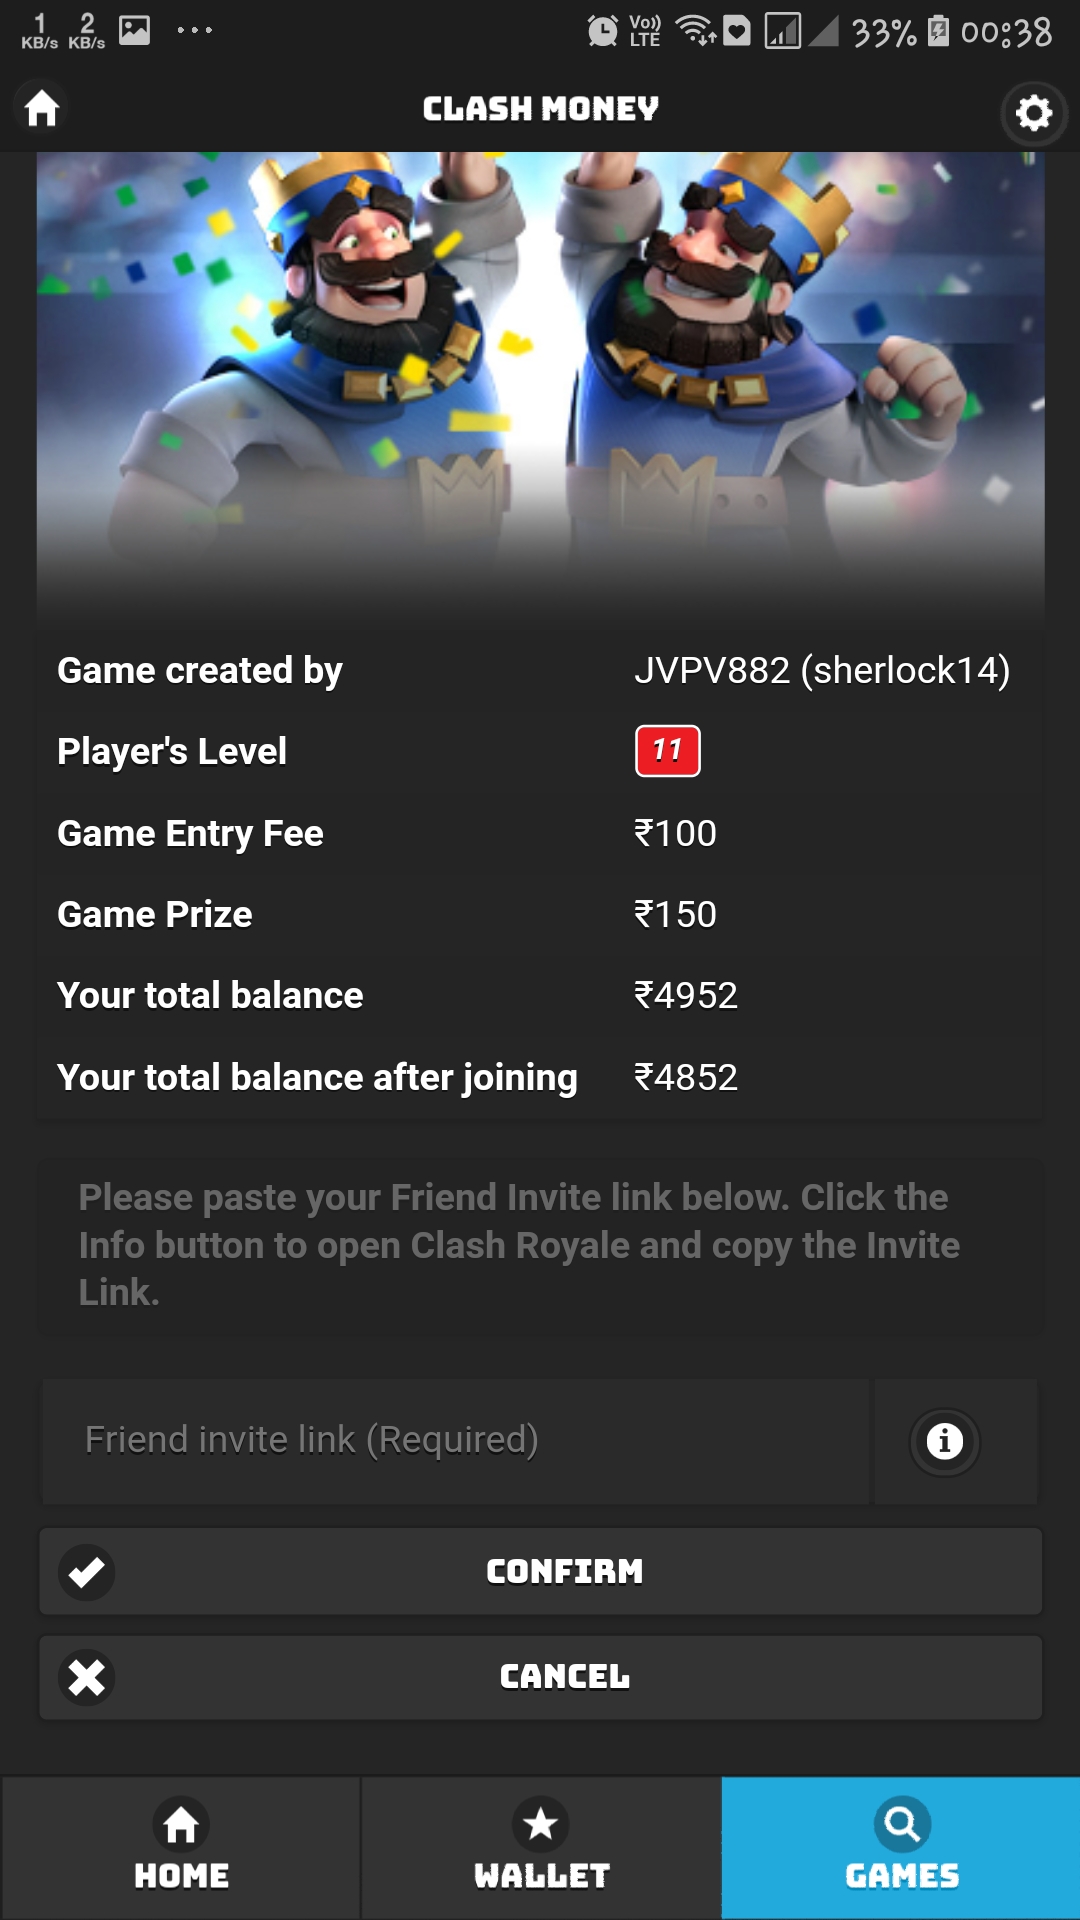 1 KB/s 2 KB/s ... Vo)) LTE 33% 00:38
CLASH MONEY
Game created by JVPV882 (sherlock14)
Player's Level 11
Game Entry Fee ₹100
Game Prize ₹150
Your total balance ₹4952
Your total balance after joining ₹4852
Please paste your Friend Invite link below. Click the
Info button to open Clash Royale and copy the Invite
Link.
Friend invite link (Required)
CONFIRM
CANCEL
HOME WALLET GAMES